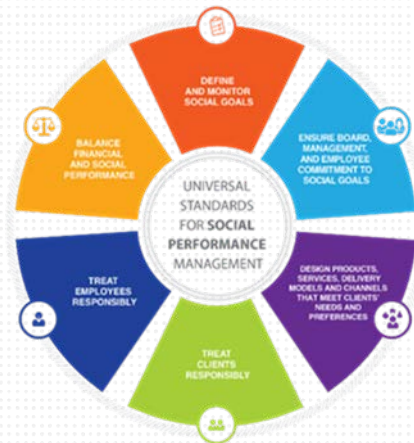 DEFINE
AND MONITOR
SOCIAL GOALS
ENSURE BOARD,
MANAGEMENT,
AND EMPLOYEE
COMMITMENT TO
SOCIAL GOALS
DESIGN PRODUCTS,
SERVICES, DELIVERY
MODELS AND CHANNELS
THAT MEET CLIENTS'
NEEDS AND
PREFERENCES
TREAT
CLIENTS
RESPONSIBLY
TREAT
EMPLOYEES
RESPONSIBLY
BALANCE
FINANCIAL
AND SOCIAL
PERFORMANCE
UNIVERSAL
STANDARDS
FOR SOCIAL
PERFORMANCE
MANAGEMENT